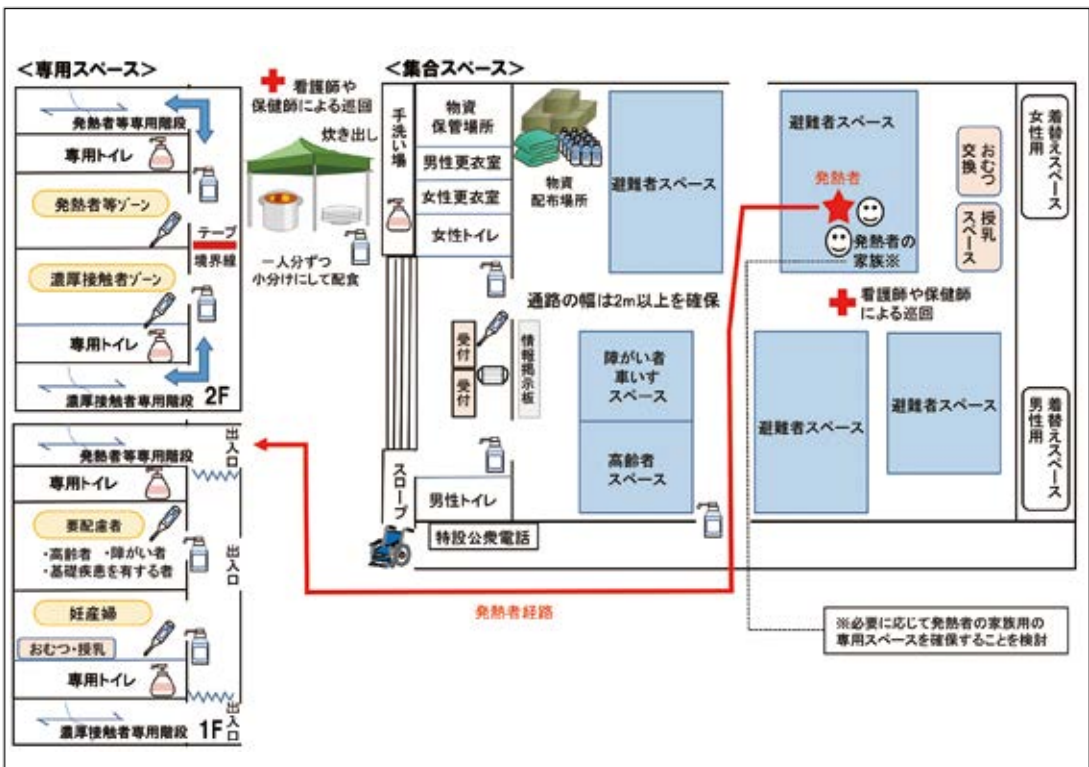 ＜専用スペース＞
発熱者等専用階段
専用トイレ
発熱者等ゾーン
テープ
境界線
濃厚接触者ゾーン
専用トイレ
濃厚接触者専用階段
2F
発熱者等専用階段
出入口
専用トイレ
要配慮者
・高齢者 ・障がい者
・基礎疾患を有する者
出入口
妊産婦
おむつ・授乳
専用トイレ
濃厚接触者専用階段
1F
出入口
看護師や
保健師による巡回
炊き出し
一人分ずつ
小分けにして配食
＜集合スペース＞
手洗い場
物資
保管場所
男性更衣室
女性更衣室
女性トイレ
物資
配布場所
避難者スペース
通路の幅は2m以上を確保
受付
受付
情報掲示板
障がい者
車いす
スペース
高齢者
スペース
スロープ
男性トイレ
特設公衆電話
避難者スペース
発熱者
発熱者の
家族※
おむつ
交換
授乳
スペース
着替えスペース
女性用
看護師や保健師
による巡回
避難者スペース
避難者スペース
着替えスペース
男性用
発熱者経路
※必要に応じて発熱者の家族用の
専用スペースを確保することを検討